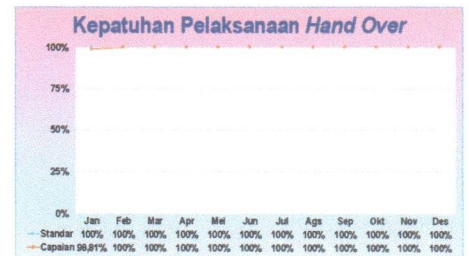 Kepatuhan Pelaksanaan Hand Over
100%
75%
50%
25%
0%
Jan Feb Mar Apr Mei Jun Jul Ags Sep Okt Nov Des
Standar 100% 100% 100% 100% 100% 100% 100% 100% 100% 100% 100% 100%
Capaian 98,81% 100% 100% 100% 100% 100% 100% 100% 100% 100% 100% 100%